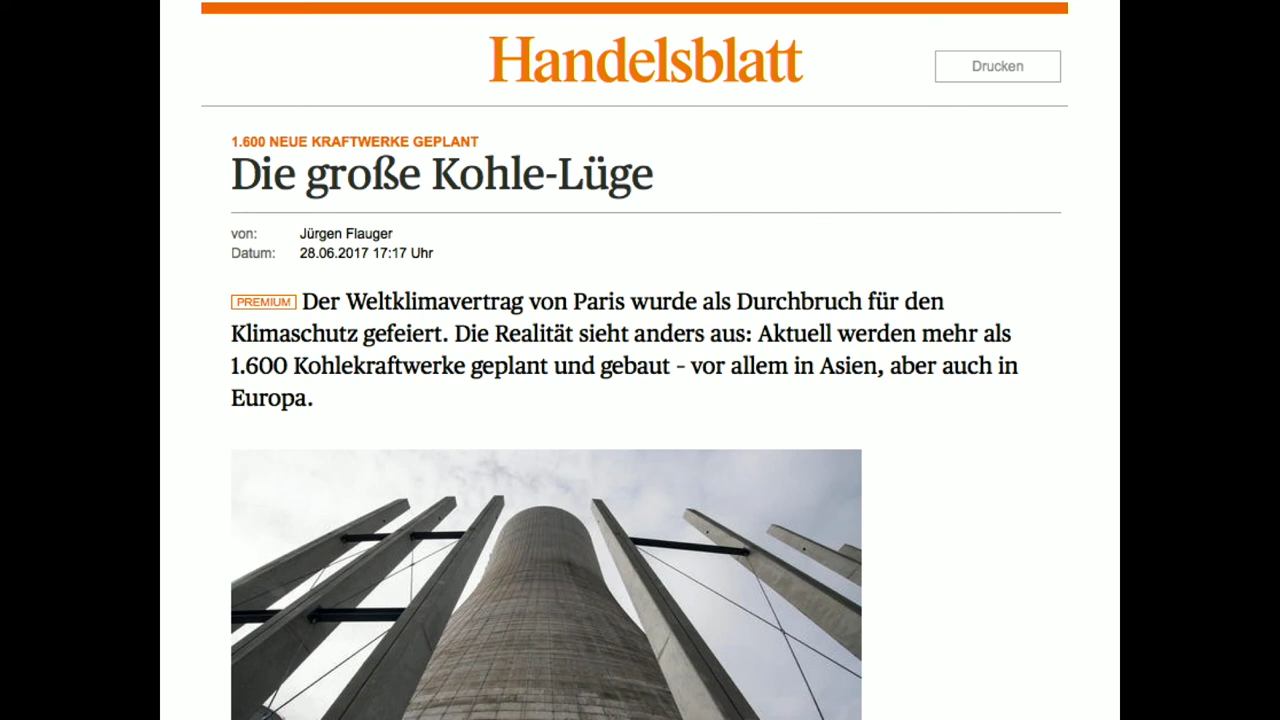 Handelsblatt
Drucken
1.600 NEUE KRAFTWERKE GEPLANT
Die große Kohle-Lüge
von: Jürgen Flauger
Datum: 28.06.2017 17:17 Uhr
PREMIUM Der Weltklimavertrag von Paris wurde als Durchbruch für den
Klimaschutz gefeiert. Die Realität sieht anders aus: Aktuell werden mehr als
1.600 Kohlekraftwerke geplant und gebaut – vor allem in Asien, aber auch in
Europa.